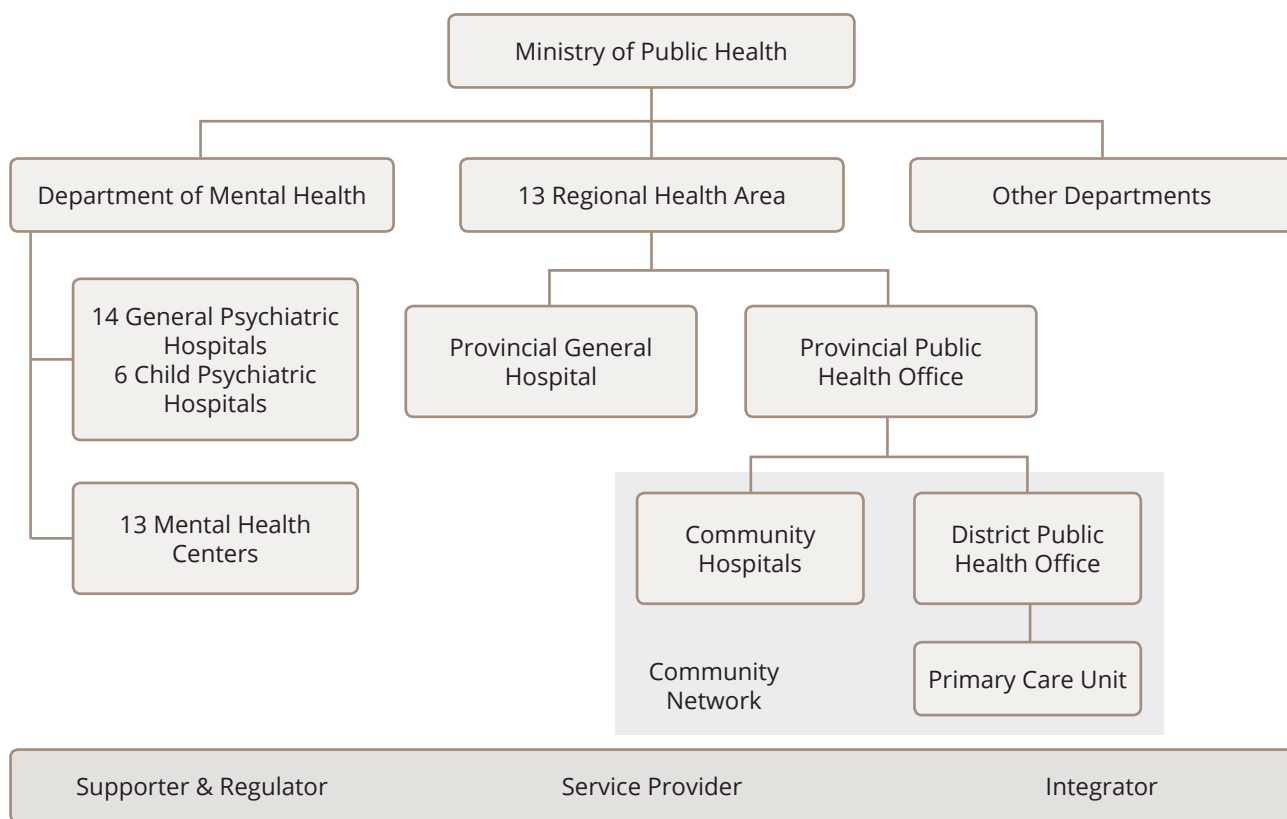 Ministry of Public Health
Department of Mental Health
13 Regional Health Area
Other Departments
14 General Psychiatric
Hospitals
6 Child Psychiatric
Hospitals
Provincial General
Hospital
Provincial Public
Health Office
13 Mental Health
Centers
Community
Hospitals
District Public
Health Office
Community
Network
Primary Care Unit
Supporter & Regulator
Service Provider
Integrator